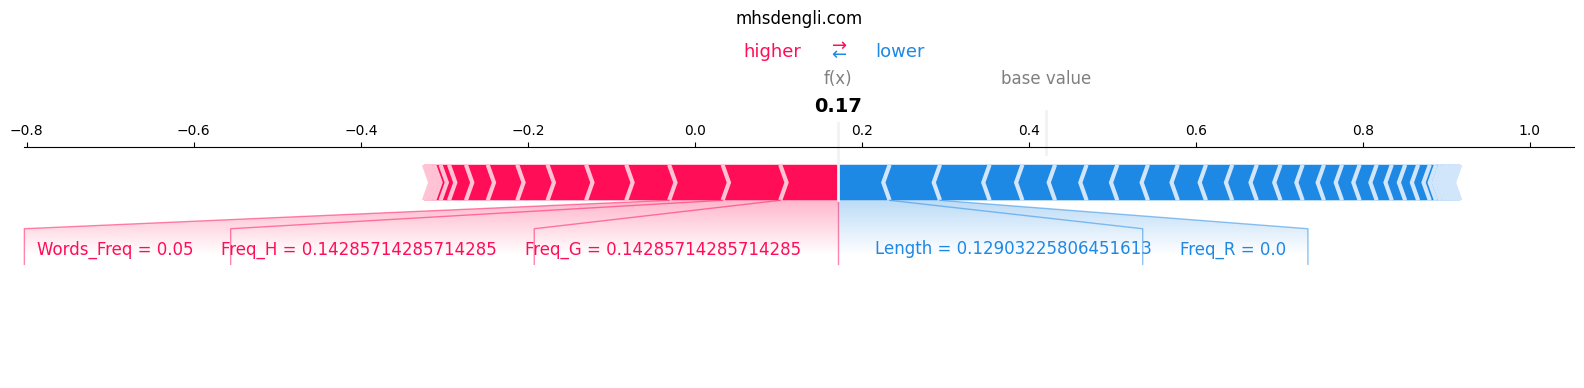 mhsdengli.com
higher ⇄ lower
f(x) base value
0.17
−0.8 −0.6 −0.4 −0.2 0.0 0.2 0.4 0.6 0.8 1.0
Words_Freq = 0.05 Freq_H = 0.14285714285714285 Freq_G = 0.14285714285714285 Length = 0.12903225806451613 Freq_R = 0.0